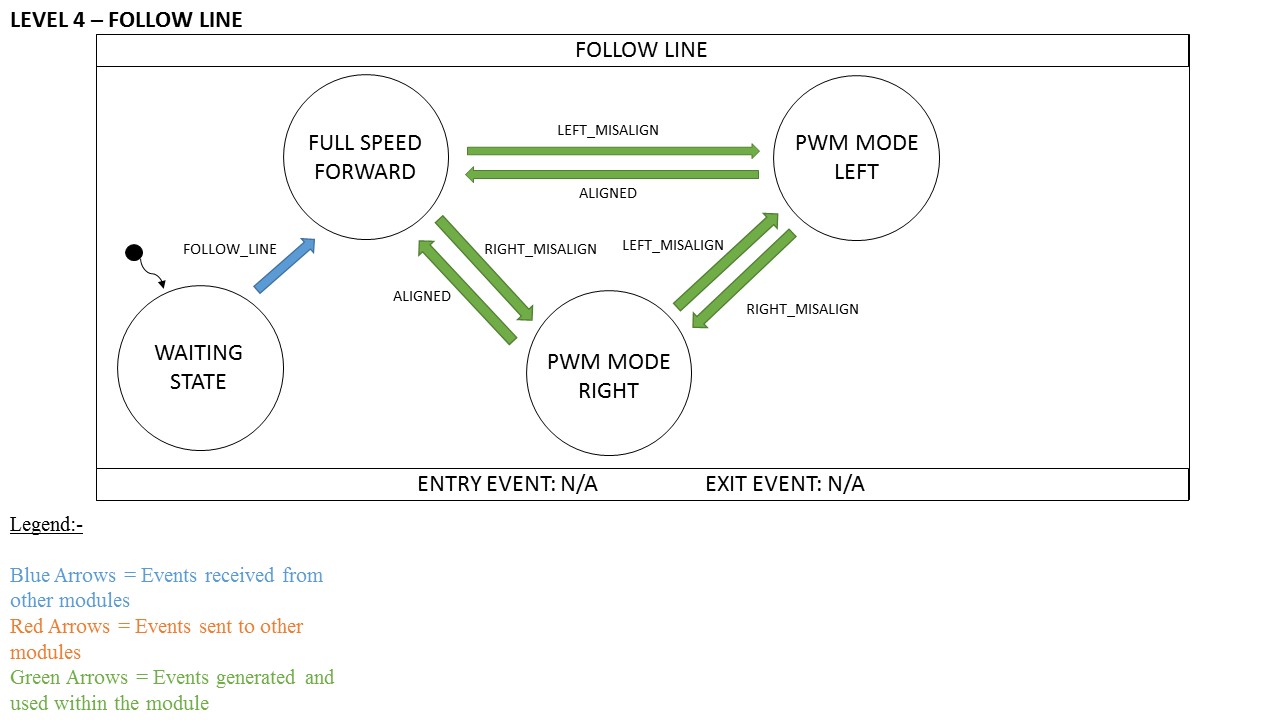 LEVEL 4 – FOLLOW LINE
FOLLOW LINE
FULL SPEED
FORWARD
LEFT_MISALIGN
ALIGNED
PWM MODE
LEFT
FOLLOW_LINE
RIGHT_MISALIGN
LEFT_MISALIGN
ALIGNED
RIGHT_MISALIGN
WAITING
STATE
PWM MODE
RIGHT
ENTRY EVENT: N/A EXIT EVENT: N/A
Legend:-
Blue Arrows = Events received from
other modules
Red Arrows = Events sent to other
modules
Green Arrows = Events generated and
used within the module